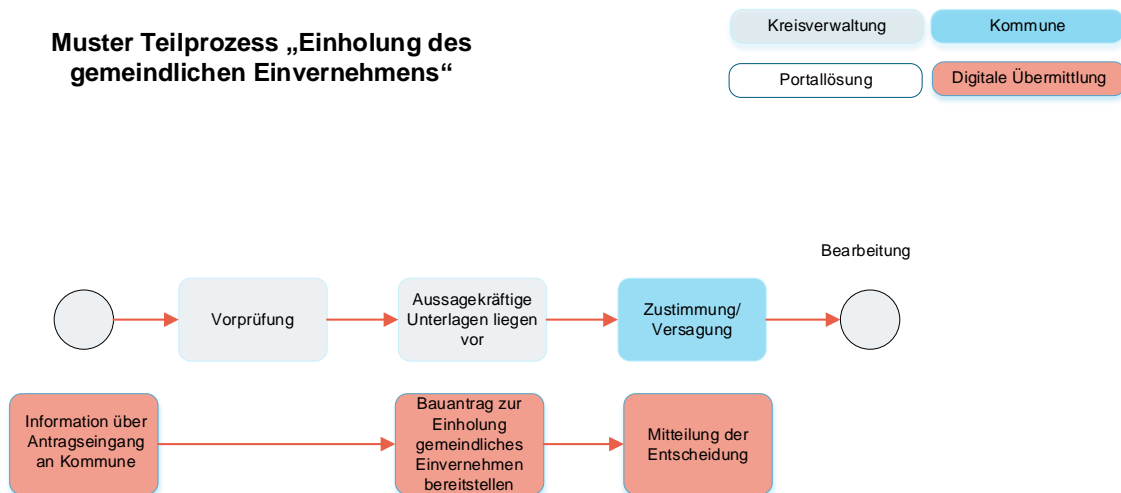 Muster Teilprozess „Einholung des
gemeindlichen Einvernehmens“
Kreisverwaltung
Kommune
Portallösung
Digitale Übermittlung
Bearbeitung
Vorprüfung
Aussagekräftige
Unterlagen liegen
vor
Zustimmung/
Versagung
Information über
Antragseingang
an Kommune
Bauantrag zur
Einholung
gemeindliches
Einvernehmen
bereitstellen
Mitteilung der
Entscheidung